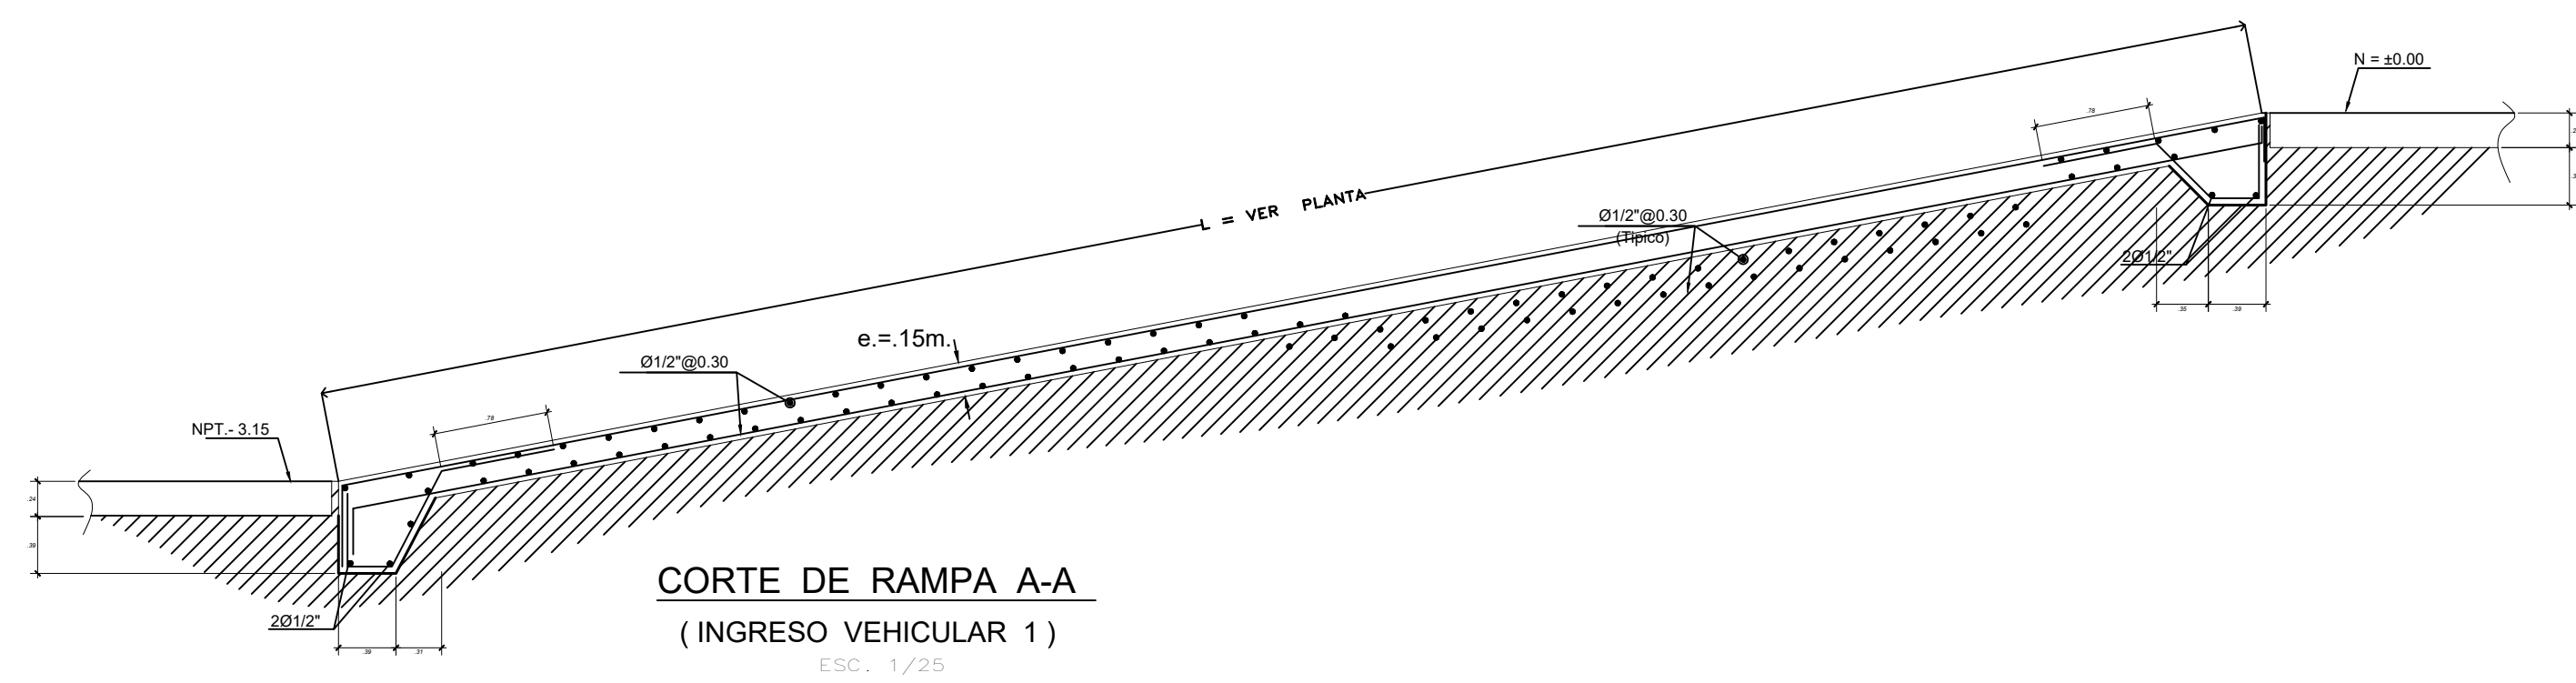 N = ±0.00
.78
L = VER PLANTA
Ø1/2"@0.30
(Tipico)
2Ø1/2"
.35
.39
e.=.15m.
Ø1/2"@0.30
.78
NPT.- 3.15
.24
.39
2Ø1/2"
.39
.31
CORTE DE RAMPA A-A
( INGRESO VEHICULAR 1 )
ESC. 1/25